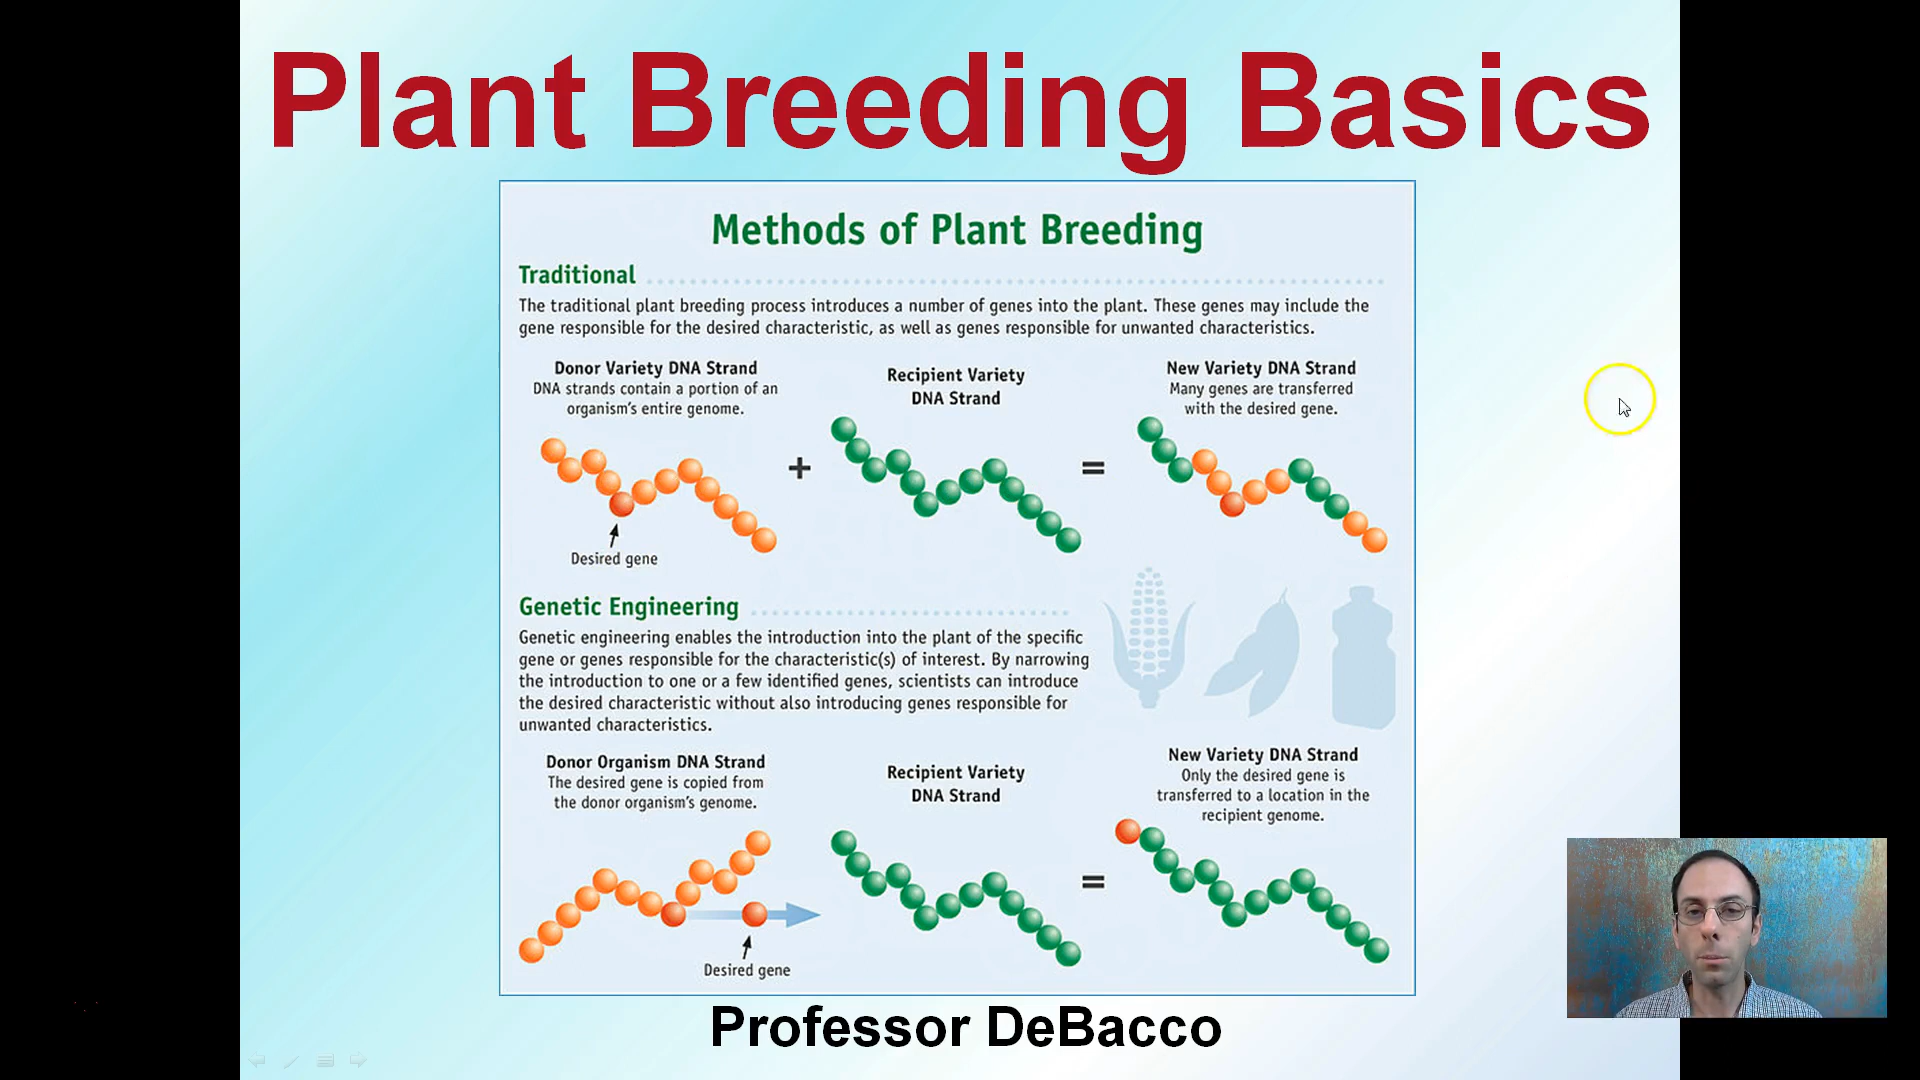 Plant Breeding Basics
Methods of Plant Breeding
Traditional
The traditional plant breeding process introduces a number of genes into the plant. These genes may include the
gene responsible for the desired characteristic, as well as genes responsible for unwanted characteristics.
Donor Variety DNA Strand
DNA strands contain a portion of an
organism's entire genome.
Recipient Variety
DNA Strand
New Variety DNA Strand
Many genes are transferred
with the desired gene.
+
=
Desired gene
Genetic Engineering
Genetic engineering enables the introduction into the plant of the specific
gene or genes responsible for the characteristic(s) of interest. By narrowing
the introduction to one or a few identified genes, scientists can introduce
the desired characteristic without also introducing genes responsible for
unwanted characteristics.
Donor Organism DNA Strand
The desired gene is copied from
the donor organism's genome.
Recipient Variety
DNA Strand
New Variety DNA Strand
Only the desired gene is
transferred to a location in the
recipient genome.
=
Desired gene
Professor DeBacco